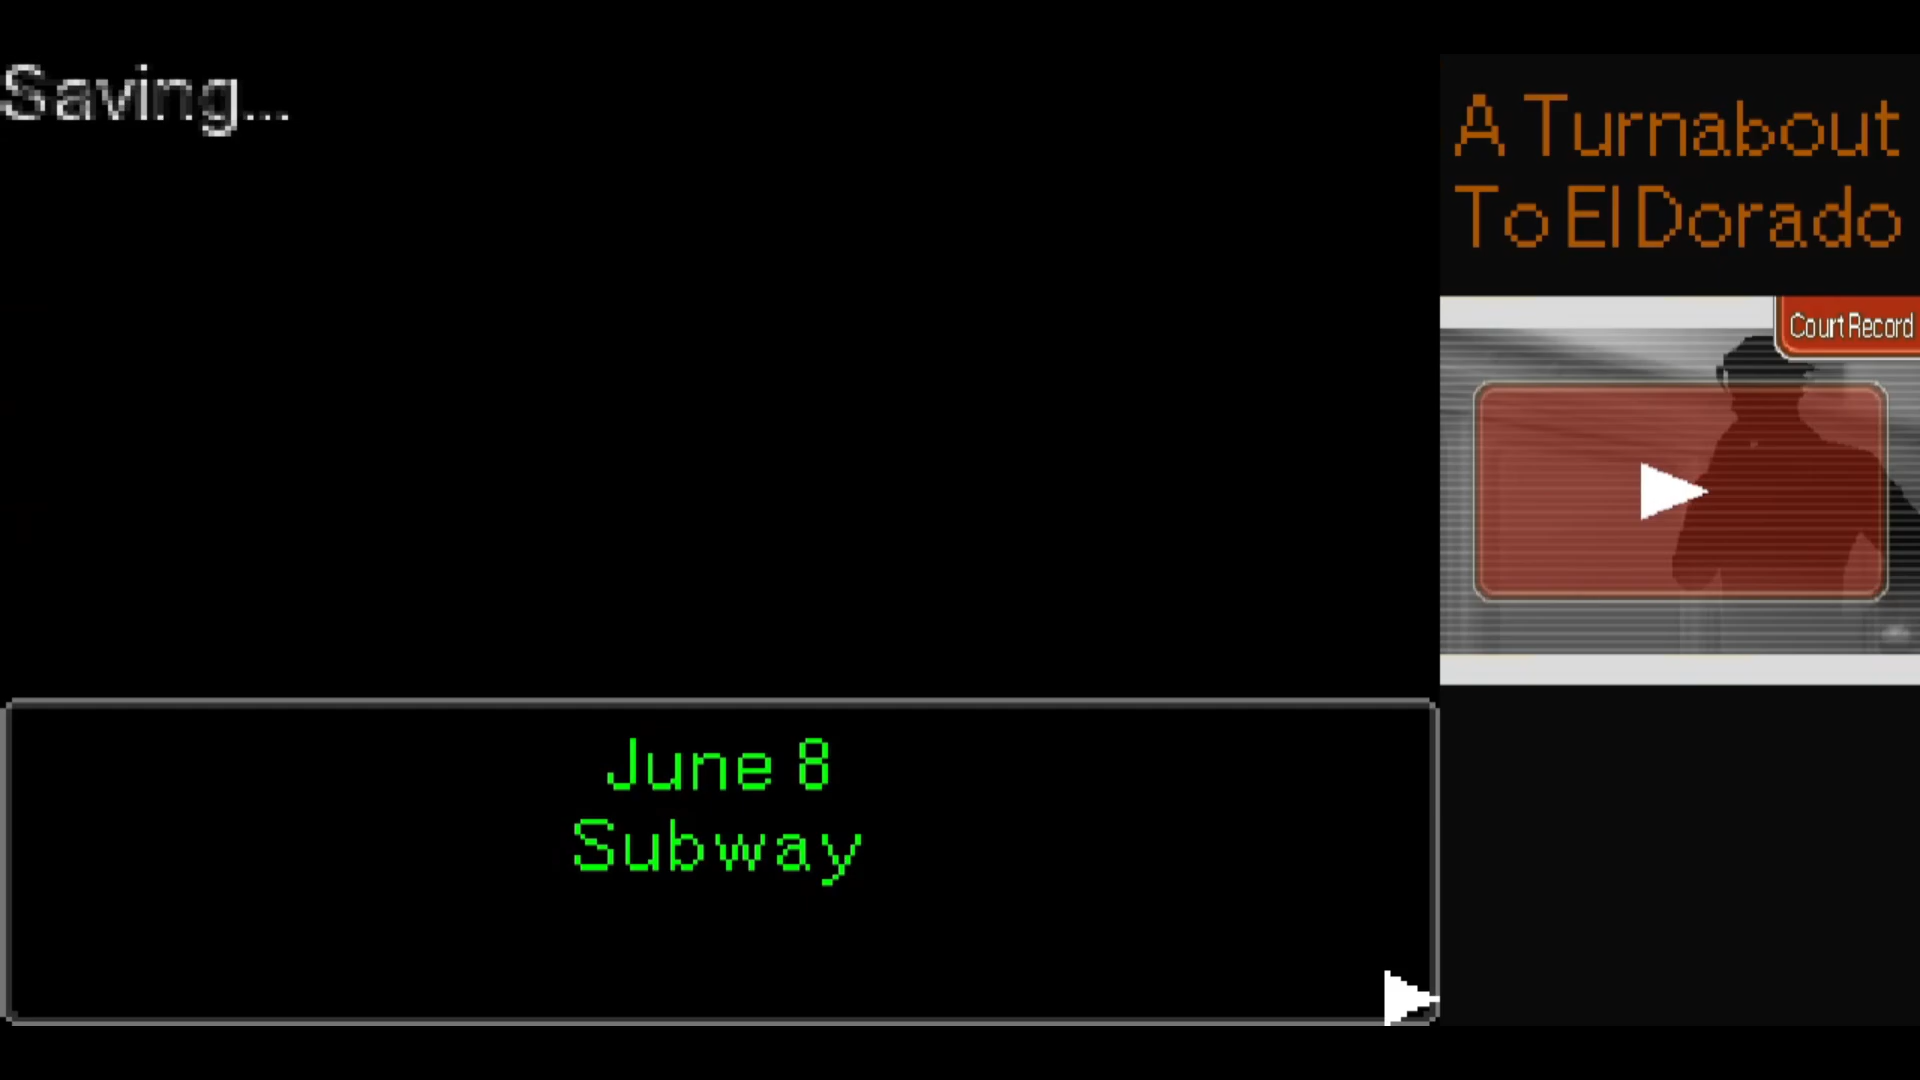 Saving...
A Turnabout
To El Dorado
Court Record
June 8
Subway